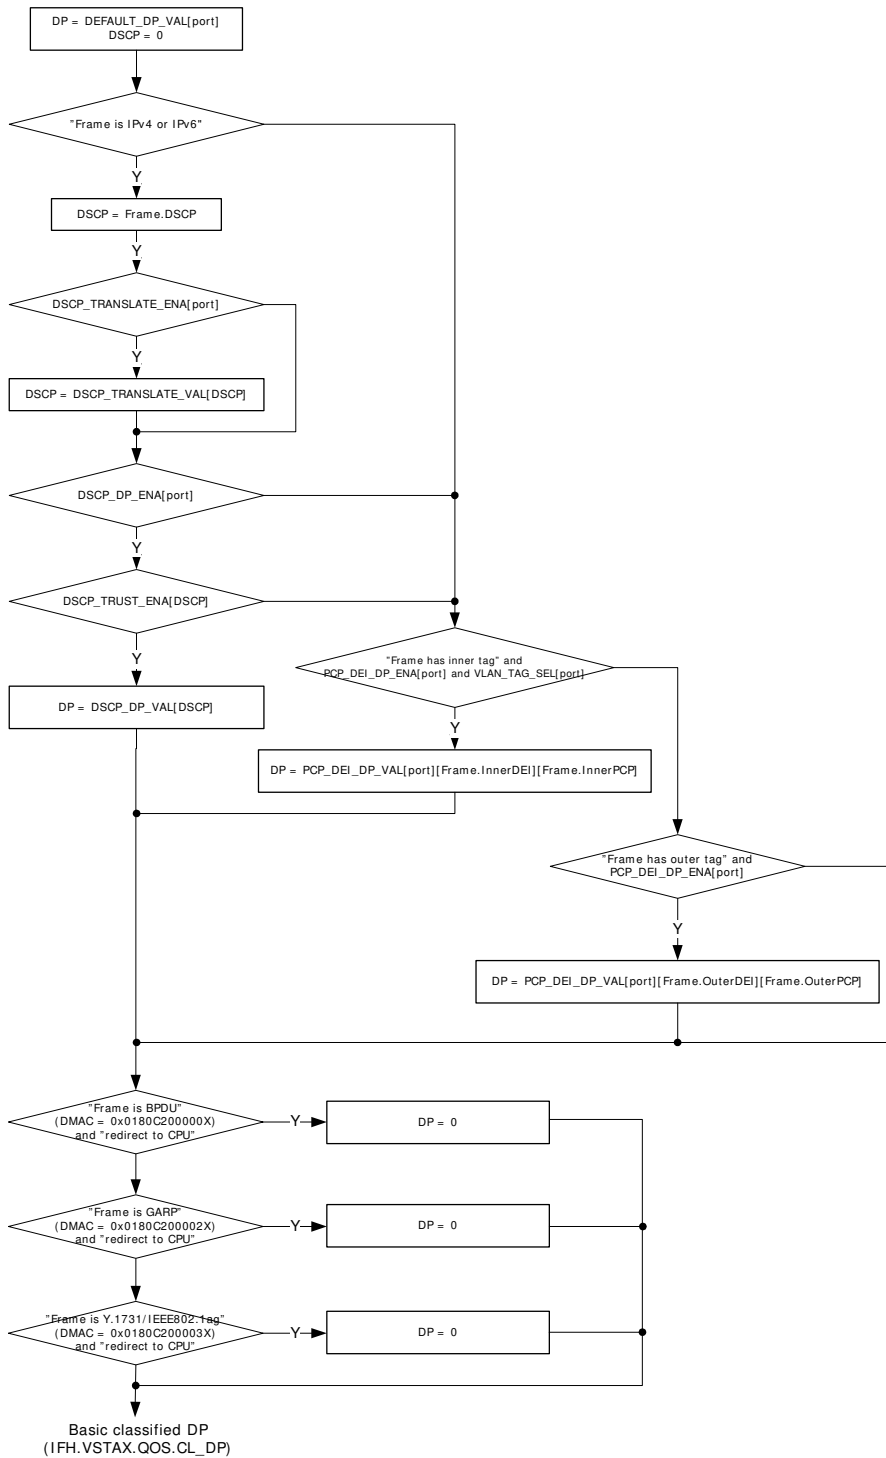 DP = DEFAULT_DP_VAL[port]
DSCP = 0
"Frame is IPv4 or IPv6"
Y
DSCP = Frame.DSCP
Y
DSCP_TRANSLATE_ENA[port]
Y
DSCP = DSCP_TRANSLATE_VAL[DSCP]
DSCP_DP_ENA[port]
Y
DSCP_TRUST_ENA[DSCP]
Y
DP = DSCP_DP_VAL[DSCP]
"Frame has inner tag" and
PCP_DEI_DP_ENA[port] and VLAN_TAG_SEL[port]
Y
DP = PCP_DEI_DP_VAL[port][Frame.InnerDEI][Frame.InnerPCP]
"Frame has outer tag" and
PCP_DEI_DP_ENA[port]
Y
DP = PCP_DEI_DP_VAL[port][Frame.OuterDEI][Frame.OuterPCP]
"Frame is BPDU"
(DMAC = 0x0180C200000X)
and "redirect to CPU"
Y
DP = 0
"Frame is GARP"
(DMAC = 0x0180C200002X)
and "redirect to CPU"
Y
DP = 0
"Frame is Y.1731/IEEE802.1ag"
(DMAC = 0x0180C200003X)
and "redirect to CPU"
Y
DP = 0
Basic classified DP
(IFH.VSTAX.QOS.CL_DP)